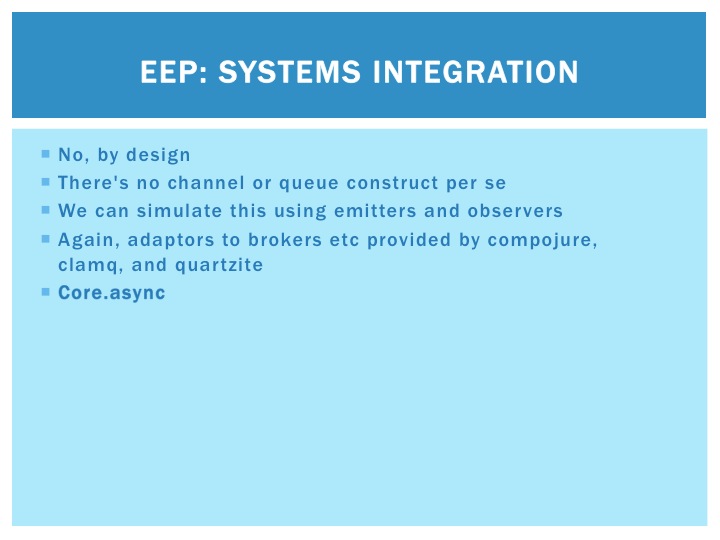 EEP: SYSTEMS INTEGRATION
No, by design
There's no channel or queue construct per se
We can simulate this using emitters and observers
Again, adaptors to brokers etc provided by compojure,
clamq, and quartzite
Core.async